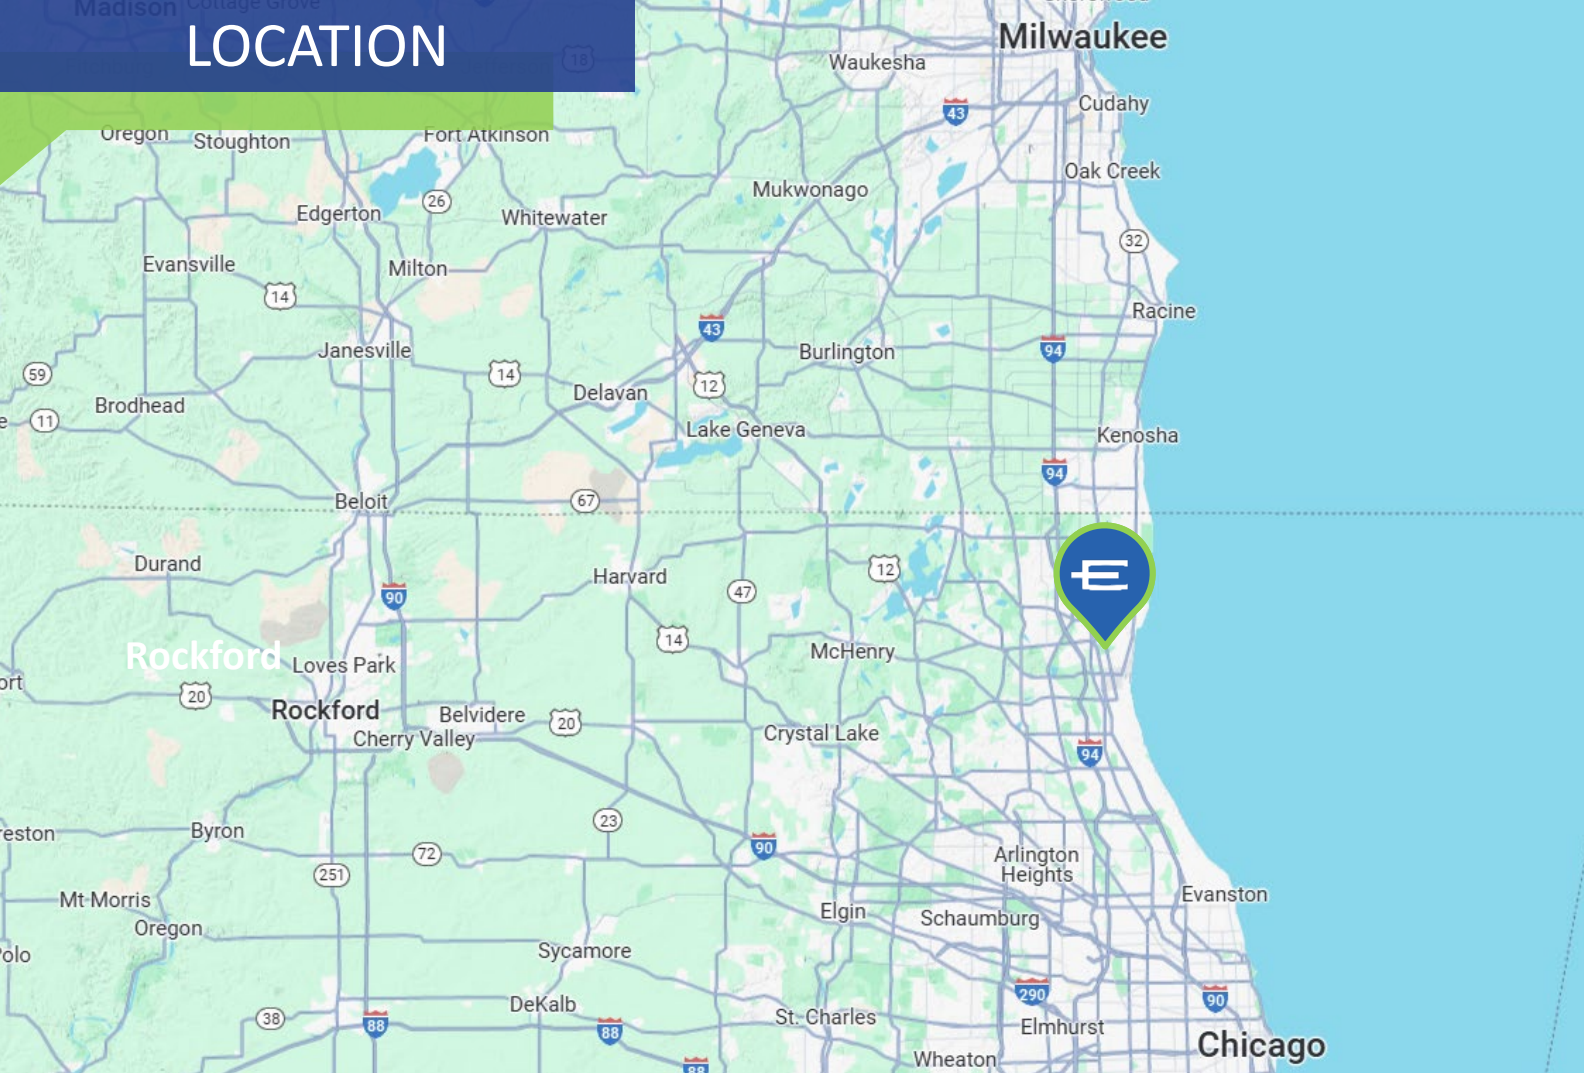 Madison
Cottage Grove
LOCATION
18
Milwaukee
Waukesha
43
Cudahy
Oregon
Stoughton
Fort Atkinson
Oak Creek
Mukwonago
26
Edgerton
Whitewater
32
Evansville
Milton
14
Racine
43
Janesville
Burlington
94
59
14
12
Delavan
Brodhead
11
Lake Geneva
Kenosha
94
Beloit
67
Durand
Harvard
12
E
90
47
14
McHenry
Rockford
Loves Park
20
Rockford
Belvidere
20
Crystal Lake
Cherry Valley
94
23
reston
Byron
90
72
Arlington
Heights
251
Mt Morris
Evanston
Elgin
Schaumburg
Oregon
Sycamore
290
90
DeKalb
38
88
88
St. Charles
Elmhurst
Chicago
Wheaton
88